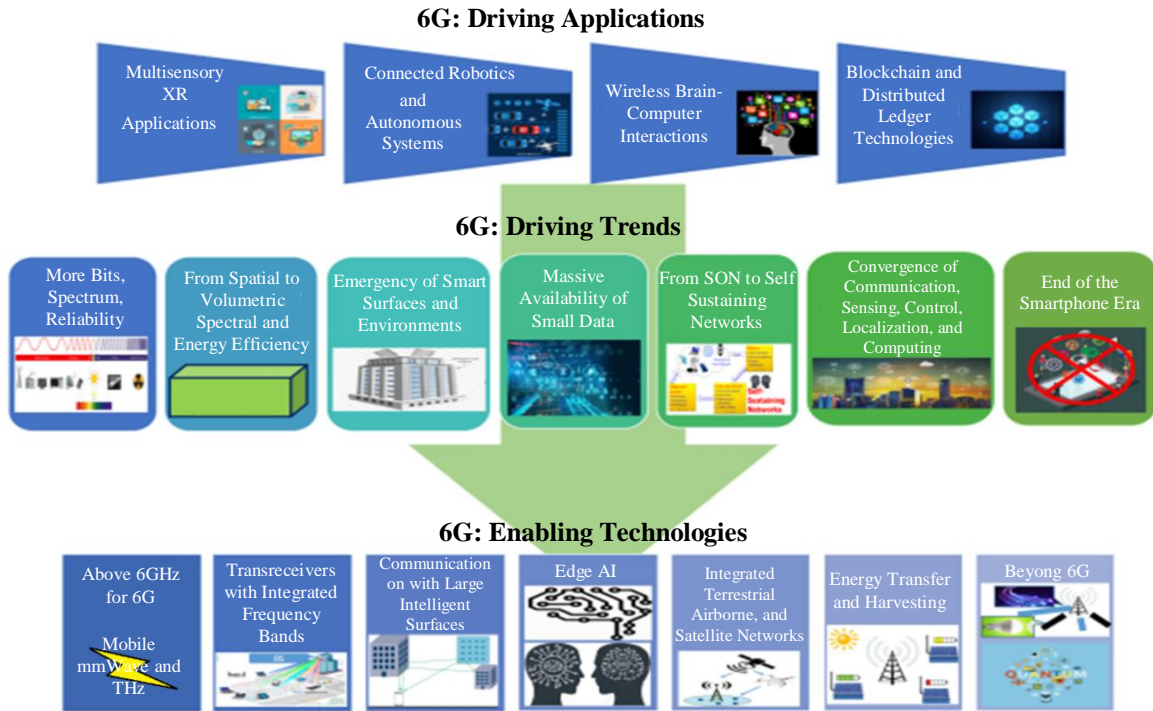 6G: Driving Applications
Multisensory
XR
Applications
Connected Robotics
and
Autonomous
Systems
Wireless Brain-
Computer
Interactions
Blockchain and
Distributed
Ledger
Technologies
6G: Driving Trends
More Bits,
Spectrum,
Reliability
From Spatial to
Volumetric
Spectral and
Energy Efficiency
Emergency of Smart
Surfaces and
Environments
Massive
Availability of
Small Data
From SON to Self
Sustaining
Networks
Self-
Sustaining
Networks
Convergence of
Communication,
Sensing, Control,
Localization, and
Computing
End of the
Smartphone Era
6G: Enabling Technologies
Above 6GHz
for 6G
Mobile
mmWave and
THz
Transreceivers
with Integrated
Frequency
Bands
Communication
on with Large
Intelligent
Surfaces
Edge AI
Integrated
Terrestrial
Airborne, and
Satellite Networks
Energy Transfer
and Harvesting
Beyong 6G
QUANTUM